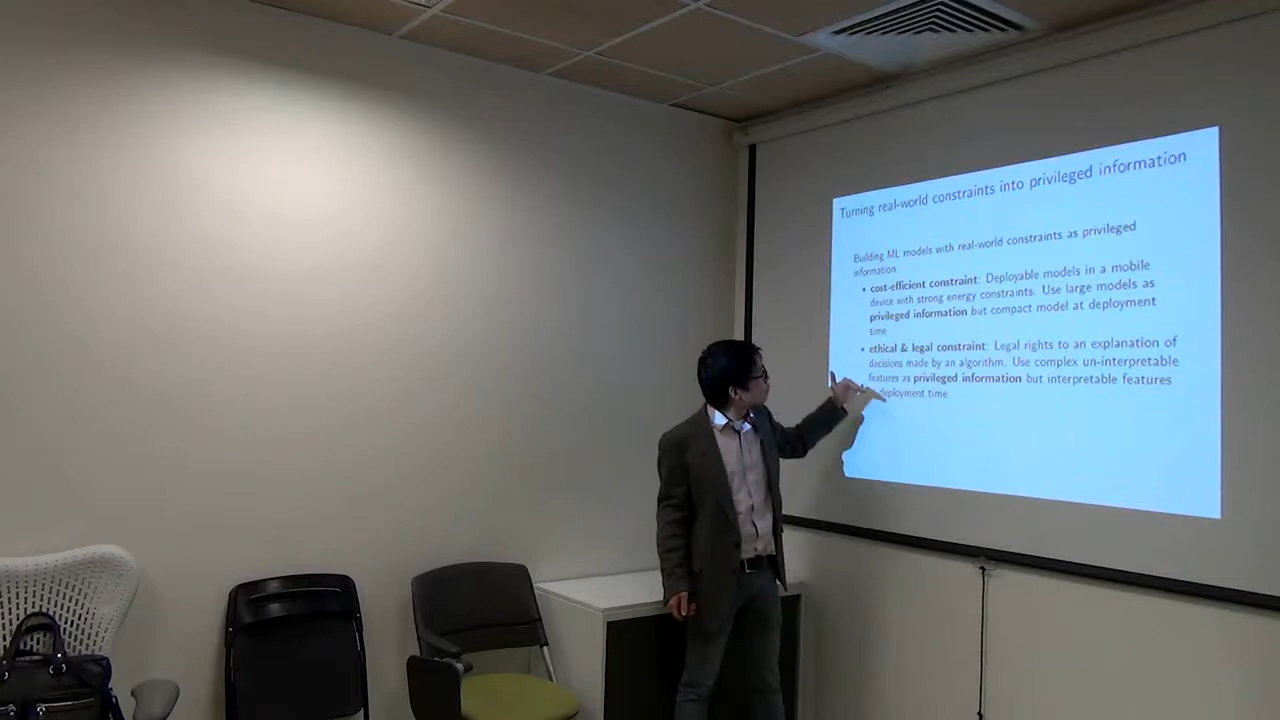 Turning real-world constraints into privileged information
Building ML models with real-world constraints as privileged
information:
• cost-efficient constraint: Deployable models in a mobile
device with strong energy constraints. Use large models as
privileged information but compact model at deployment
time
• ethical & legal constraint: Legal rights to an explanation of
decisions made by an algorithm. Use complex un-interpretable
features as privileged information but interpretable features
deployment time